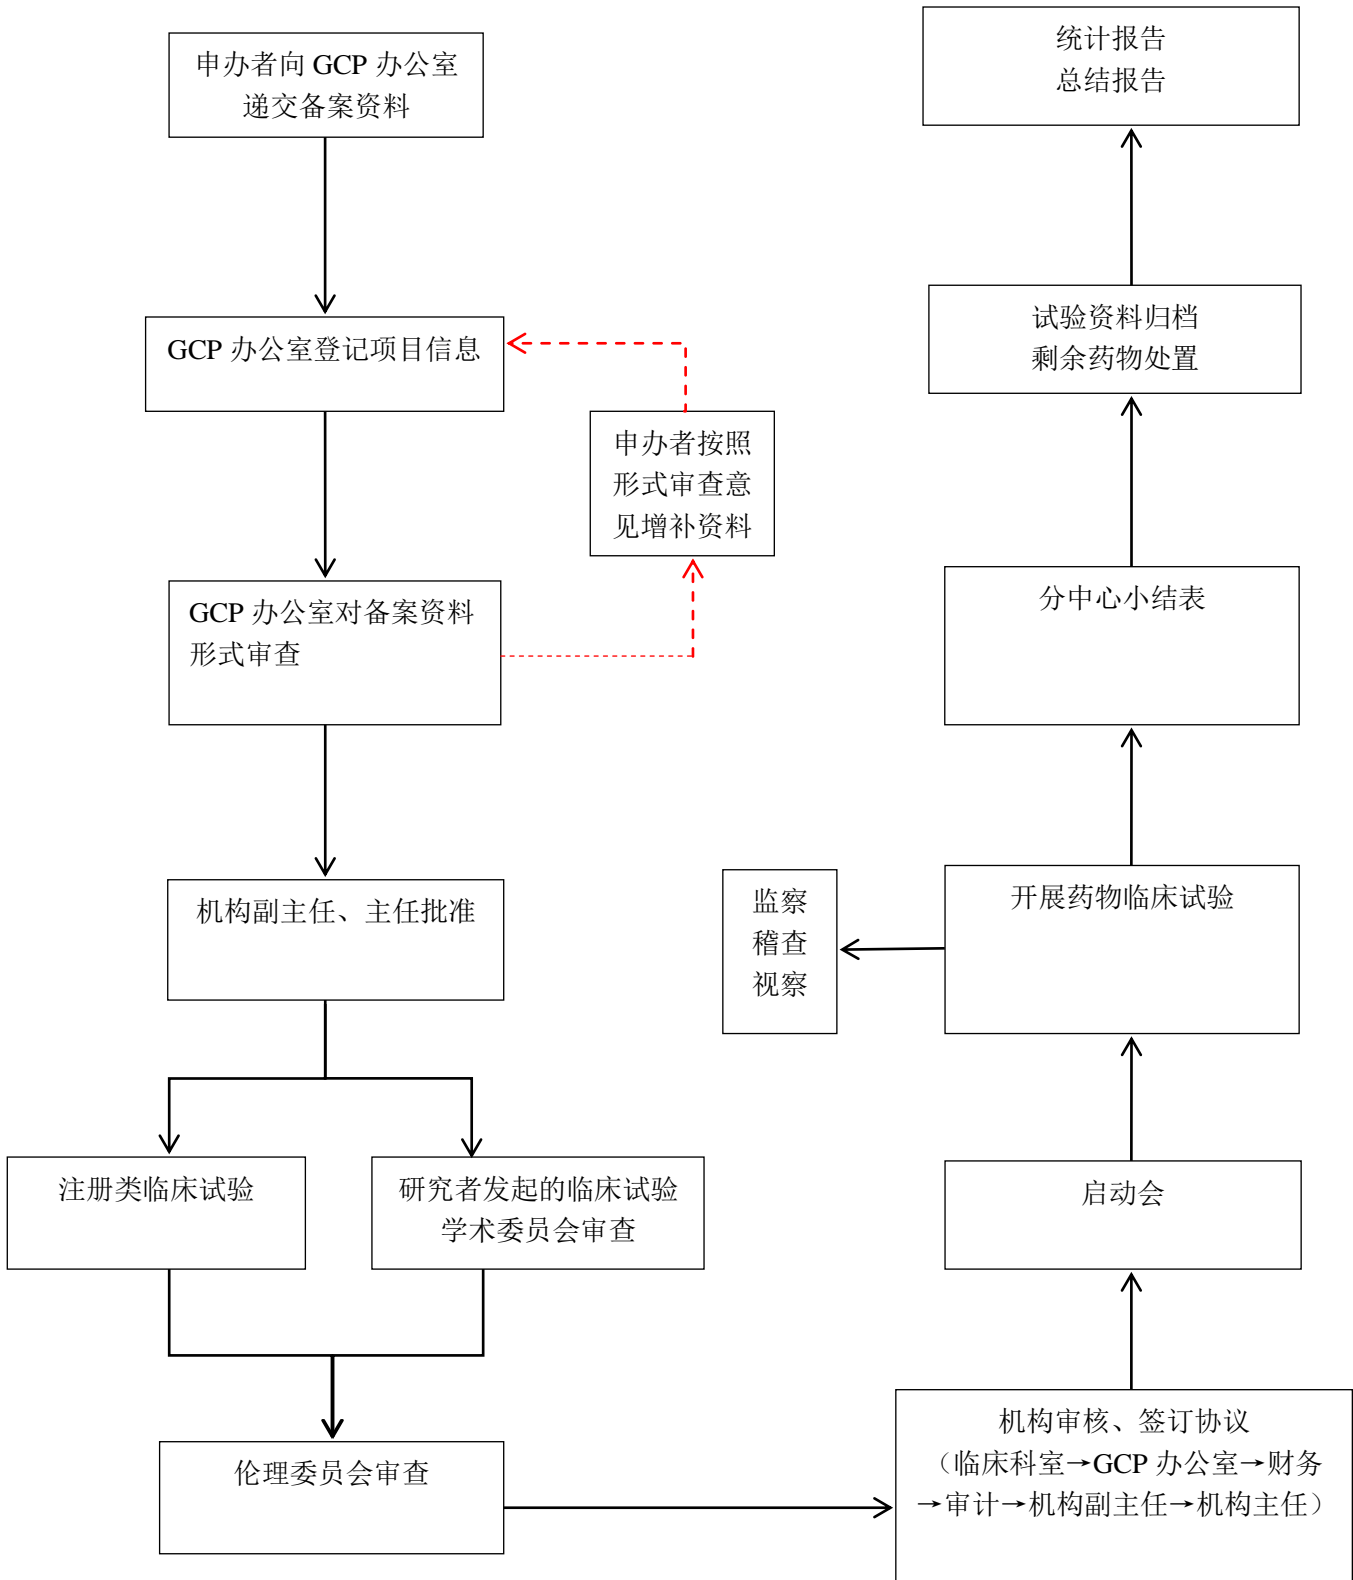 申办者向 GCP 办公室
递交备案资料
GCP 办公室登记项目信息
申办者按照
形式审查意
见增补资料
GCP 办公室对备案资料
形式审查
机构副主任、主任批准
注册类临床试验
研究者发起的临床试验
学术委员会审查
伦理委员会审查
机构审核、签订协议
（临床科室→GCP 办公室→财务
→审计→机构副主任→机构主任）
启动会
开展药物临床试验
监察
稽查
视察
分中心小结表
试验资料归档
剩余药物处置
统计报告
总结报告